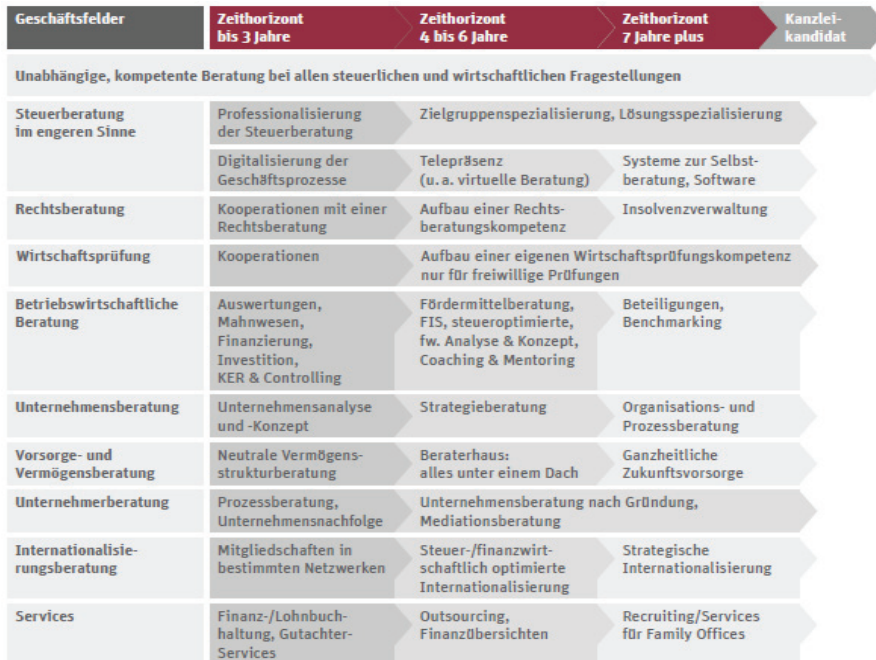 Geschäftsfelder
Zeithorizont
bis 3 Jahre
Zeithorizont
4 bis 6 Jahre
Zeithorizont
7 Jahre plus
Kanzlei-
kandidat
Unabhängige, kompetente Beratung bei allen steuerlichen und wirtschaftlichen Fragestellungen
Steuerberatung
im engeren Sinne
Professionalisierung
der Steuerberatung
Zielgruppenspezialisierung, Lösungsspezialisierung
Digitalisierung der
Geschäftsprozesse
Telepräsenz
(u. a. virtuelle Beratung)
Systeme zur Selbst-
beratung, Software
Rechtsberatung
Kooperationen mit einer
Rechtsberatung
Aufbau einer Rechts-
beratungskompetenz
Insolvenzverwaltung
Wirtschaftsprüfung
Kooperationen
Aufbau einer eigenen Wirtschaftsprüfungskompetenz
nur für freiwillige Prüfungen
Betriebswirtschaftliche
Beratung
Auswertungen,
Mahnwesen,
Finanzierung,
Investition,
KER & Controlling
Fördermittelberatung,
FIS, steueroptimierte,
fw. Analyse & Konzept,
Coaching & Mentoring
Beteiligungen,
Benchmarking
Unternehmensberatung
Unternehmensanalyse
und -Konzept
Strategieberatung
Organisations- und
Prozessberatung
Vorsorge- und
Vermögensberatung
Neutrale Vermögens-
strukturberatung
Beraterhaus:
alles unter einem Dach
Ganzheitliche
Zukunftsvorsorge
Unternehmerberatung
Prozessberatung,
Unternehmensnachfolge
Unternehmensberatung nach Gründung,
Mediationsberatung
Internationalisie-
rungsberatung
Mitgliedschaften in
bestimmten Netzwerken
Steuer-/finanzwirt-
schaftlich optimierte
Internationalisierung
Strategische
Internationalisierung
Services
Finanz-/Lohnbuch-
haltung, Gutachter-
Services
Outsourcing,
Finanzübersichten
Recruiting/Services
für Family Offices